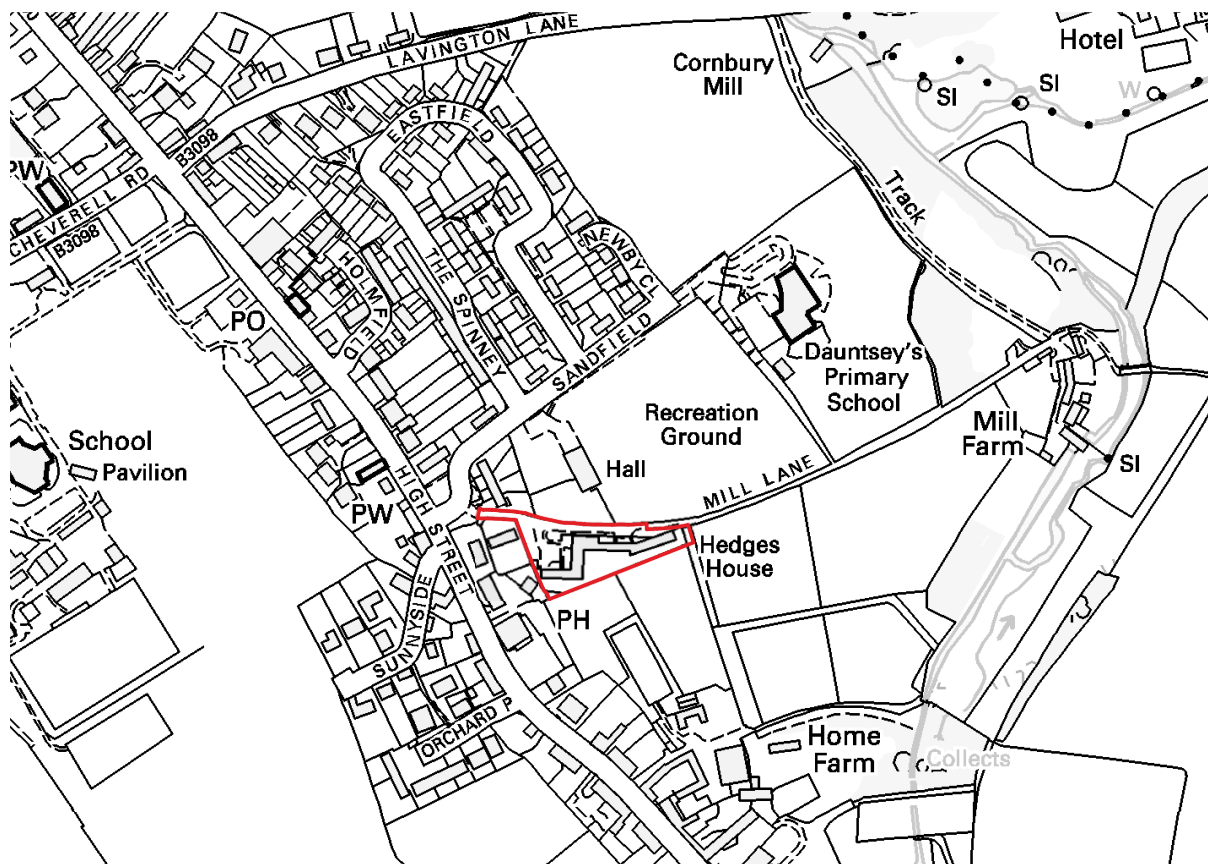 LAVINGTON LANE
Cornbury
Mill
Hotel
SI
SI
W
EASTFIELD
B3098
PW
CHEVERELL RD
B3098
Track
NEWBY C
HOLMFIELD
THE SPINNEY
PO
SANDFIELD
Dauntsey's
Primary
School
Recreation
Ground
Mill
Farm
School
Pavilion
Hall
SI
MILL LANE
HIGH STREET
PW
Hedges
House
SUNNYSIDE
PH
ORCHARD P
Home
Farm
Collects